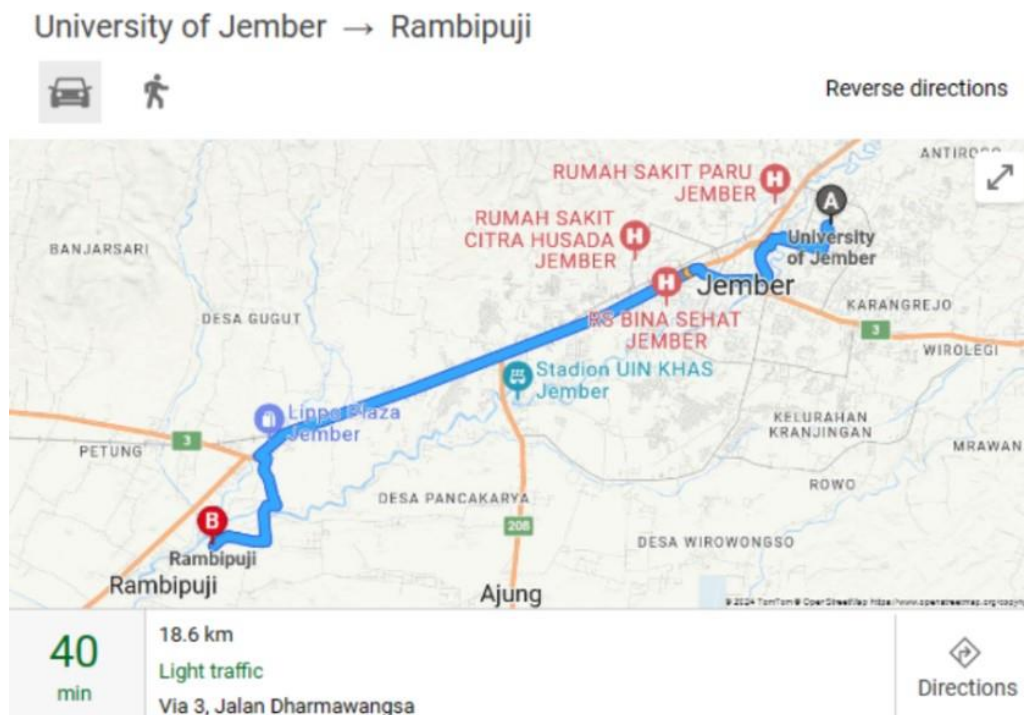 University of Jember → Rambipuji
Reverse directions
ANTIRO
RUMAH SAKIT PARU
JEMBER
A
RUMAH SAKIT
CITRA HUSADA
JEMBER
University
of Jember
BANJARSARI
Jember
KARANGREJO
DESA GUGUT
RS BINA SEHAT
JEMBER
3
WIROLEGI
Stadion UIN KHAS
Jember
Lippo Plaza
Jember
KELURAHAN
KRANJINGAN
3
PETUNG
MRAWAN
ROWO
DESA PANCAKARYA
B
208
DESA WIROWONGSO
Rambipuji
Rambipuji
Ajung
© 2024 TomTom © OpenStreetMap
40
min
18.6 km
Light traffic
Via 3, Jalan Dharmawangsa
Directions